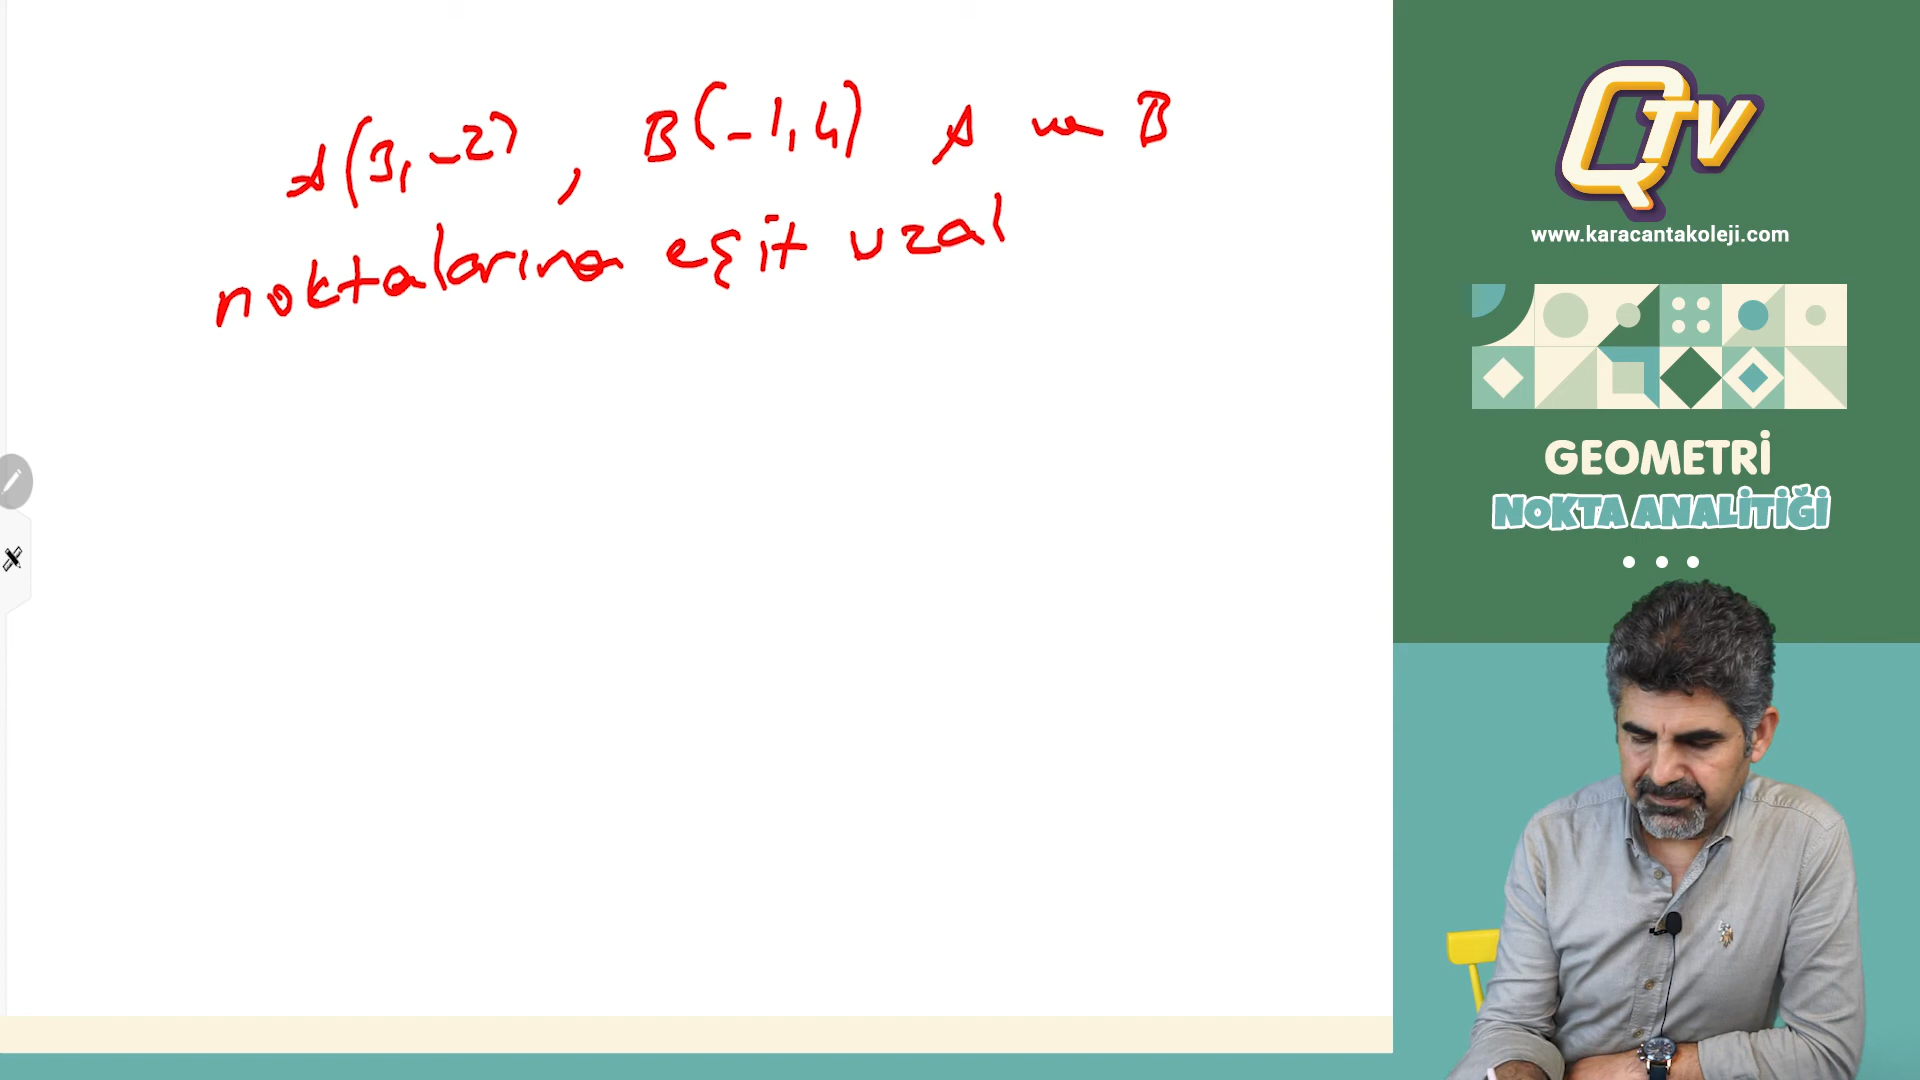 A(3,-2) , B(-1,4) A ve B
noktalarına eşit uzak
QTV
www.karacantakoleji.com
GEOMETRİ
NOKTA ANALİTİĞİ